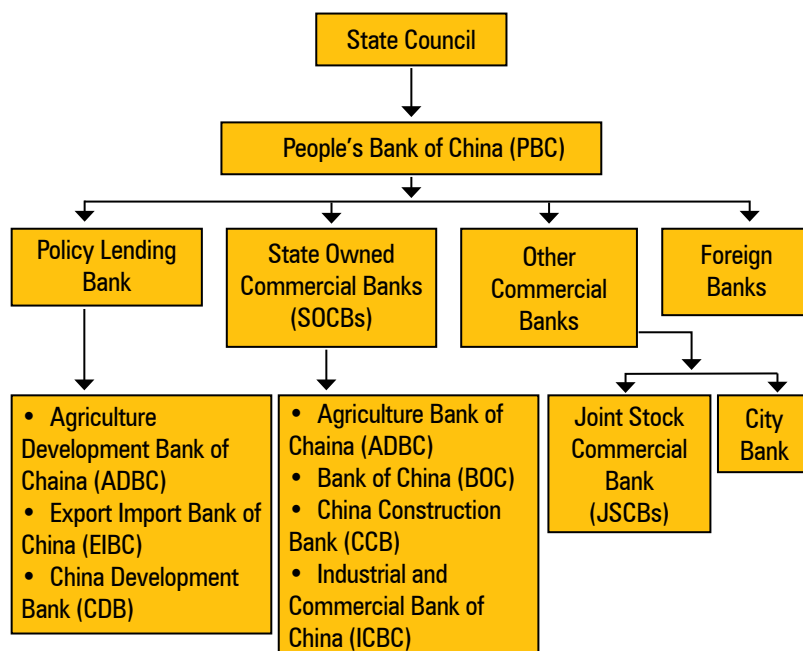 State Council
People's Bank of China (PBC)
Policy Lending
Bank
State Owned
Commercial Banks
(SOCBs)
Other
Commercial
Banks
Foreign
Banks
• Agriculture
Development Bank of
Chaina (ADBC)
• Export Import Bank of
China (EIBC)
• China Development
Bank (CDB)
• Agriculture Bank of
Chaina (ADBC)
• Bank of China (BOC)
• China Construction
Bank (CCB)
• Industrial and
Commercial Bank of
China (ICBC)
Joint Stock
Commercial
Bank
(JSCBs)
City
Bank